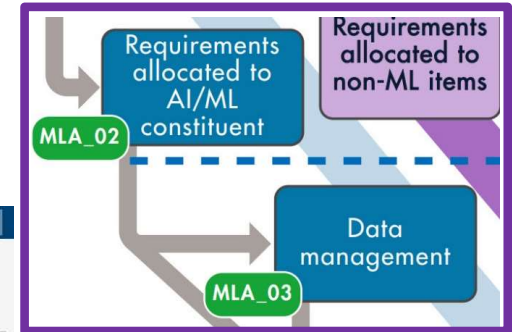 Requirements
allocated to
AI/ML
constituent
MLA_02
Requirements
allocated to
non-ML items
Data
management
MLA_03